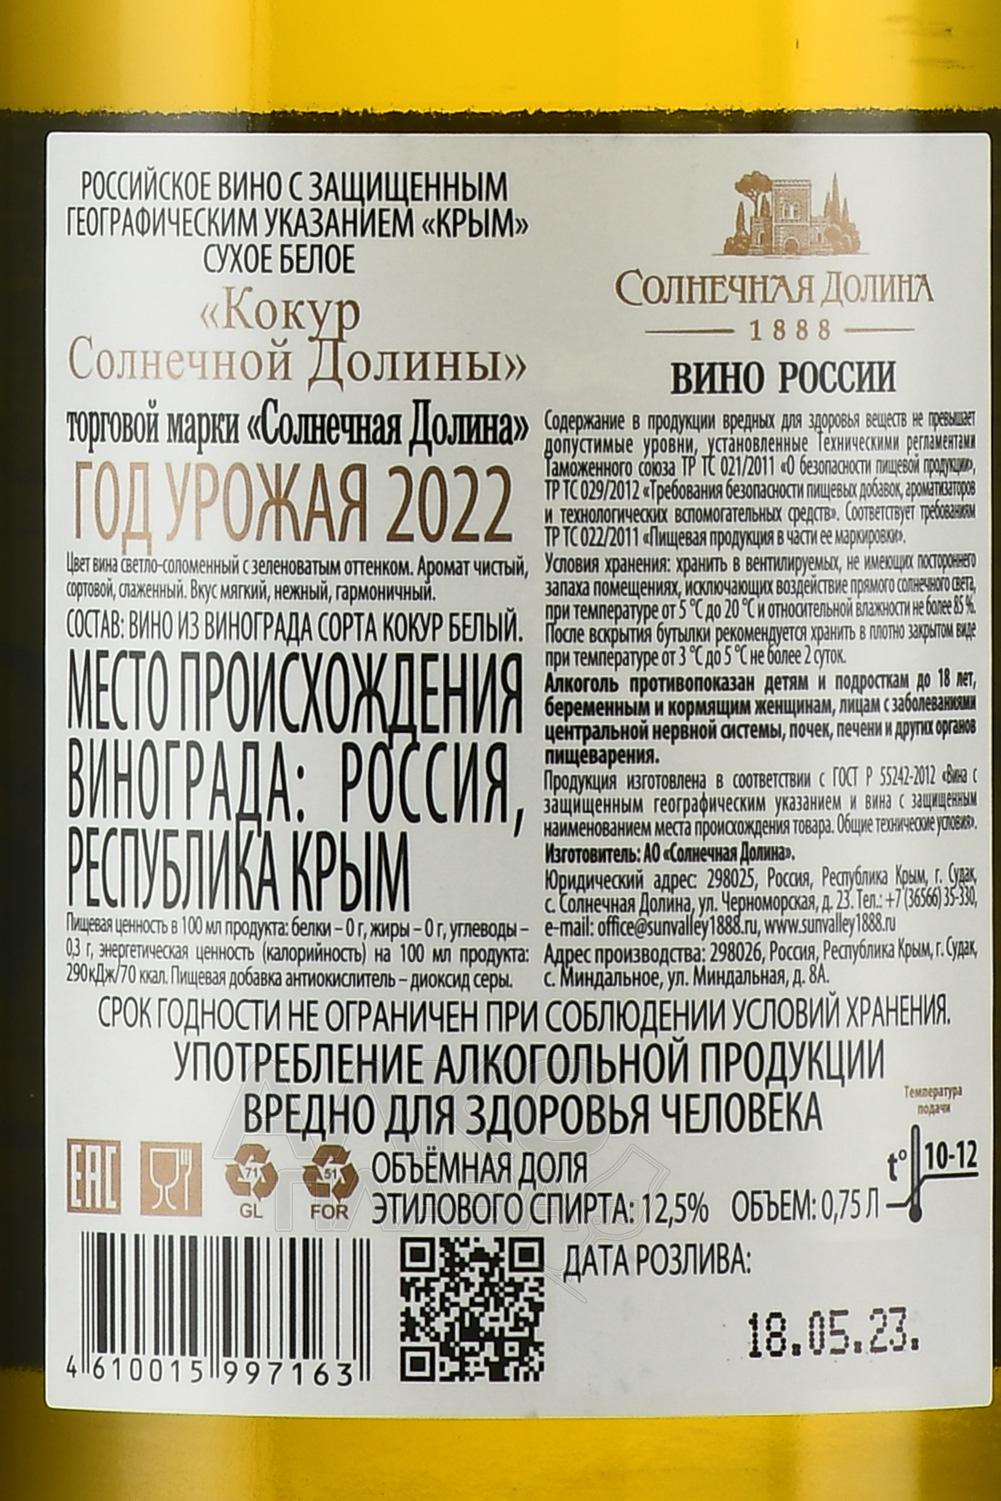 РОССИЙСКОЕ ВИНО С ЗАЩИЩЕННЫМ
ГЕОГРАФИЧЕСКИМ УКАЗАНИЕМ «КРЫМ»
СУХОЕ БЕЛОЕ
«Кокур
Солнечной Долины»
торговой марки «Солнечная Долина»
ГОД УРОЖАЯ 2022
Цвет вина светло-соломенный с зеленоватым оттенком. Аромат чистый,
сортовой, слаженный. Вкус мягкий, нежный, гармоничный.
СОСТАВ: ВИНО ИЗ ВИНОГРАДА СОРТА КОКУР БЕЛЫЙ.
МЕСТО ПРОИСХОЖДЕНИЯ
ВИНОГРАДА: РОССИЯ,
РЕСПУБЛИКА КРЫМ
Пищевая ценность в 100 мл продукта: белки – 0 г, жиры – 0 г, углеводы –
0,3 г, энергетическая ценность (калорийность) на 100 мл продукта:
290 кДж/70 ккал. Пищевая добавка антиокислитель – диоксид серы.
СОЛНЕЧНАЯ ДОЛИНА
1888
ВИНО РОССИИ
Содержание в продукции вредных для здоровья веществ не превышает
допустимые уровни, установленные Техническими регламентами
Таможенного союза ТР ТС 021/2011 «О безопасности пищевой продукции»,
ТР ТС 029/2012 «Требования безопасности пищевых добавок, ароматизаторов
и технологических вспомогательных средств». Соответствует требованиям
ТР ТС 022/2011 «Пищевая продукция в части ее маркировки».
Условия хранения: хранить в вентилируемых, не имеющих постороннего
запаха помещениях, исключающих воздействие прямого солнечного света,
при температуре от 5 °С до 20 °С и относительной влажности не более 85 %.
После вскрытия бутылки рекомендуется хранить в плотно закрытом виде
при температуре от 3 °С до 5 °С не более 2 суток.
Алкоголь противопоказан детям и подросткам до 18 лет,
беременным и кормящим женщинам, лицам с заболеваниями
центральной нервной системы, почек, печени и других органов
пищеварения.
Продукция изготовлена в соответствии с ГОСТ Р 55242-2012 «Вина с
защищенным географическим указанием и вина с защищенным
наименованием места происхождения товара. Общие технические условия».
Изготовитель: АО «Солнечная Долина».
Юридический адрес: 298025, Россия, Республика Крым, г. Судак,
с. Солнечная Долина, ул. Черноморская, д. 23. Тел.: +7 (36566) 35-330,
e-mail: office@sunvalley1888.ru, www.sunvalley1888.ru
Адрес производства: 298026, Россия, Республика Крым, г. Судак,
с. Миндальное, ул. Миндальная, д. 8А.
СРОК ГОДНОСТИ НЕ ОГРАНИЧЕН ПРИ СОБЛЮДЕНИИ УСЛОВИЙ ХРАНЕНИЯ.
УПОТРЕБЛЕНИЕ АЛКОГОЛЬНОЙ ПРОДУКЦИИ
ВРЕДНО ДЛЯ ЗДОРОВЬЯ ЧЕЛОВЕКА
Температура
подачи
t° 10-12
EAC
71
GL
51
FOR
ОБЪЁМНАЯ ДОЛЯ
ЭТИЛОВОГО СПИРТА: 12,5% ОБЪЕМ: 0,75 Л
ДАТА РОЗЛИВА:
18.05.23.
4 610015 997163